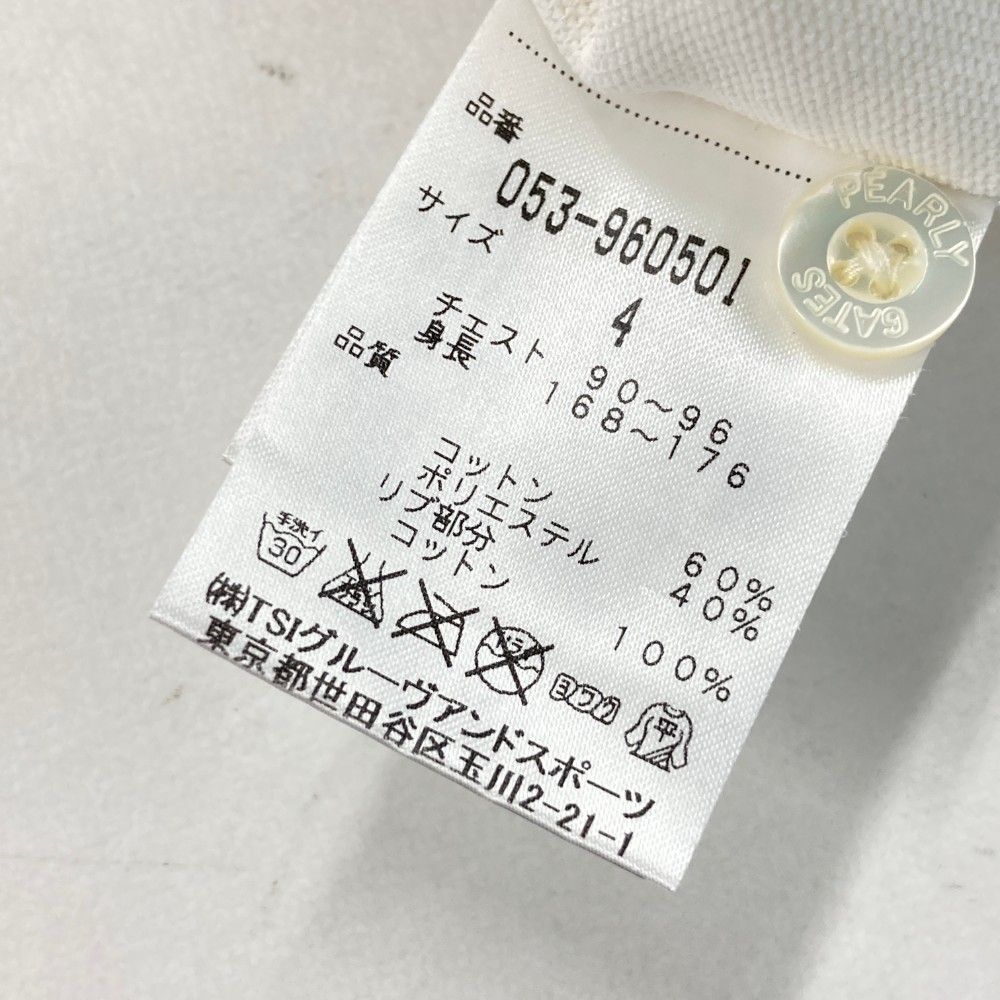 品番
053-960501
サイズ
4
チェスト 90~96
身長 168~176
品質
コットン 60%
ポリエステル 40%
リブ部分
コットン 100%
手洗イ
30
ヨワク
平
㈱TSIグルーヴアンドスポーツ
東京都世田谷区玉川2-21-1
PEARLY
GATES